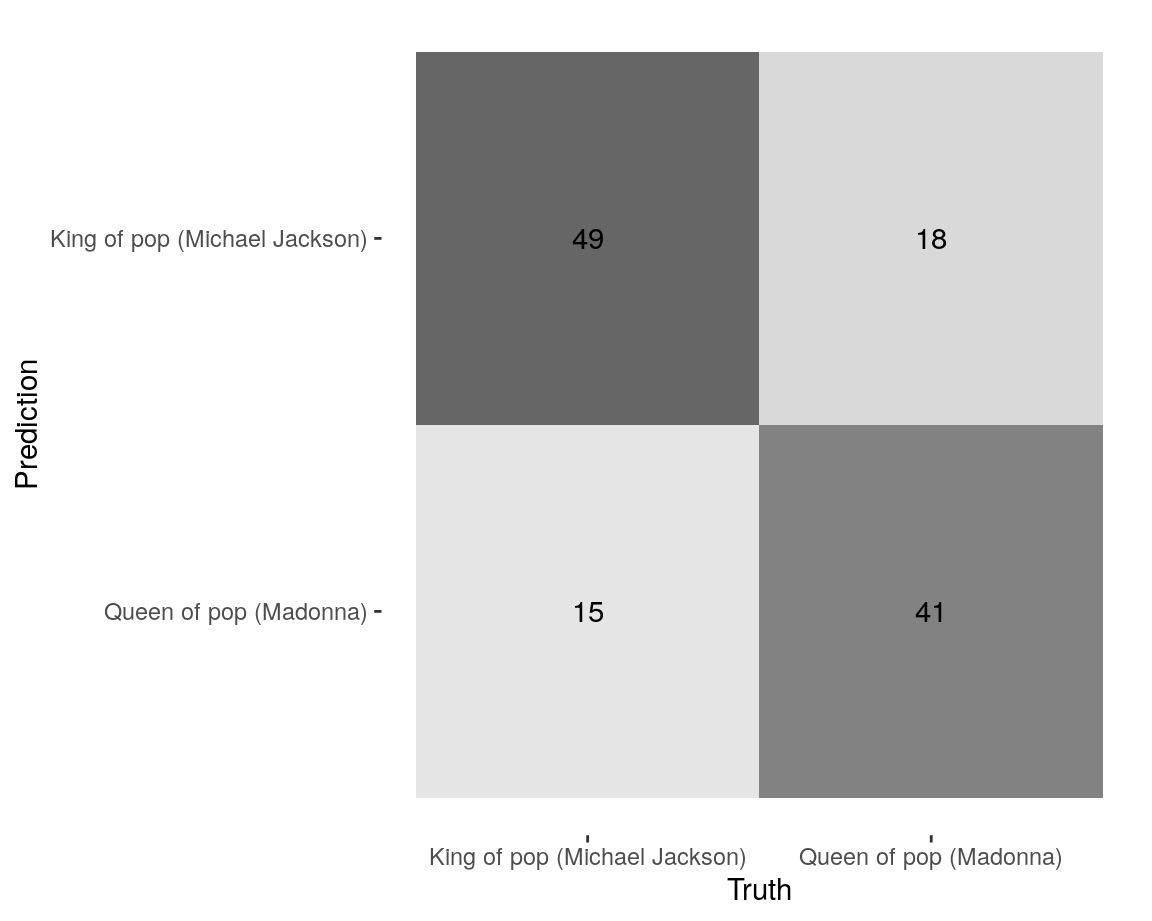 King of pop (Michael Jackson)
49
18
Prediction
Queen of pop (Madonna)
15
41
King of pop (Michael Jackson)
Queen of pop (Madonna)
Truth